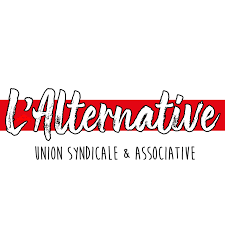 L'Alternative
UNION SYNDICALE & ASSOCIATIVE